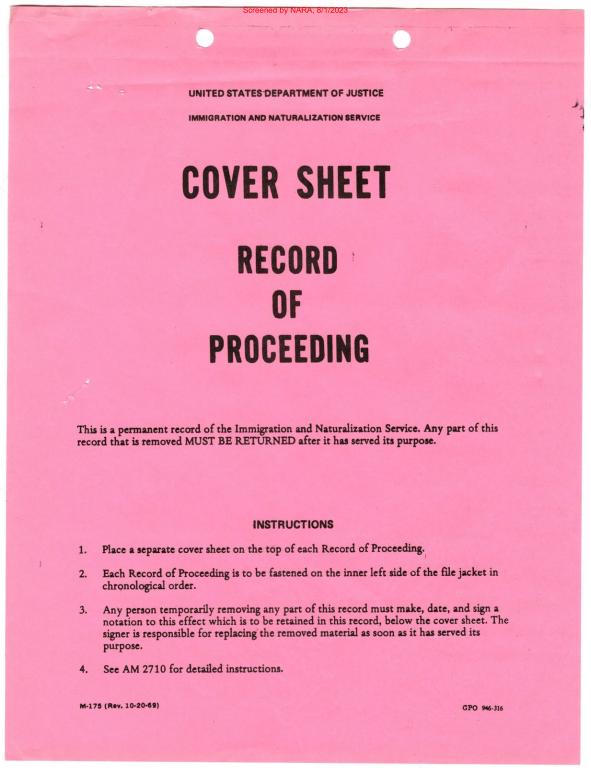 Screened by NARA, 8/1/2023
UNITED STATES DEPARTMENT OF JUSTICE
IMMIGRATION AND NATURALIZATION SERVICE
COVER SHEET
RECORD
OF
PROCEEDING
This is a permanent record of the Immigration and Naturalization Service. Any part of this
record that is removed MUST BE RETURNED after it has served its purpose.
INSTRUCTIONS
1. Place a separate cover sheet on the top of each Record of Proceeding.
2. Each Record of Proceeding is to be fastened on the inner left side of the file jacket in
chronological order.
3. Any person temporarily removing any part of this record must make, date, and sign a
notation to this effect which is to be retained in this record, below the cover sheet. The
signer is responsible for replacing the removed material as soon as it has served its
purpose.
4. See AM 2710 for detailed instructions.
M-175 (Rev. 10-20-69)
GPO 946-316